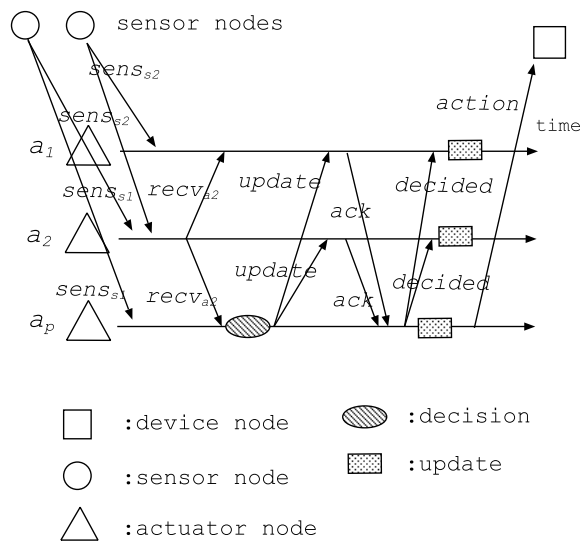 sensor nodes
sens_s2
action
time
sens_s2
a_1
sens_s1
recv_a2
update
decided
ack
a_2
update
decided
sens_s1
recv_a2
ack
a_p
:device node
:decision
:sensor node
:update
:actuator node